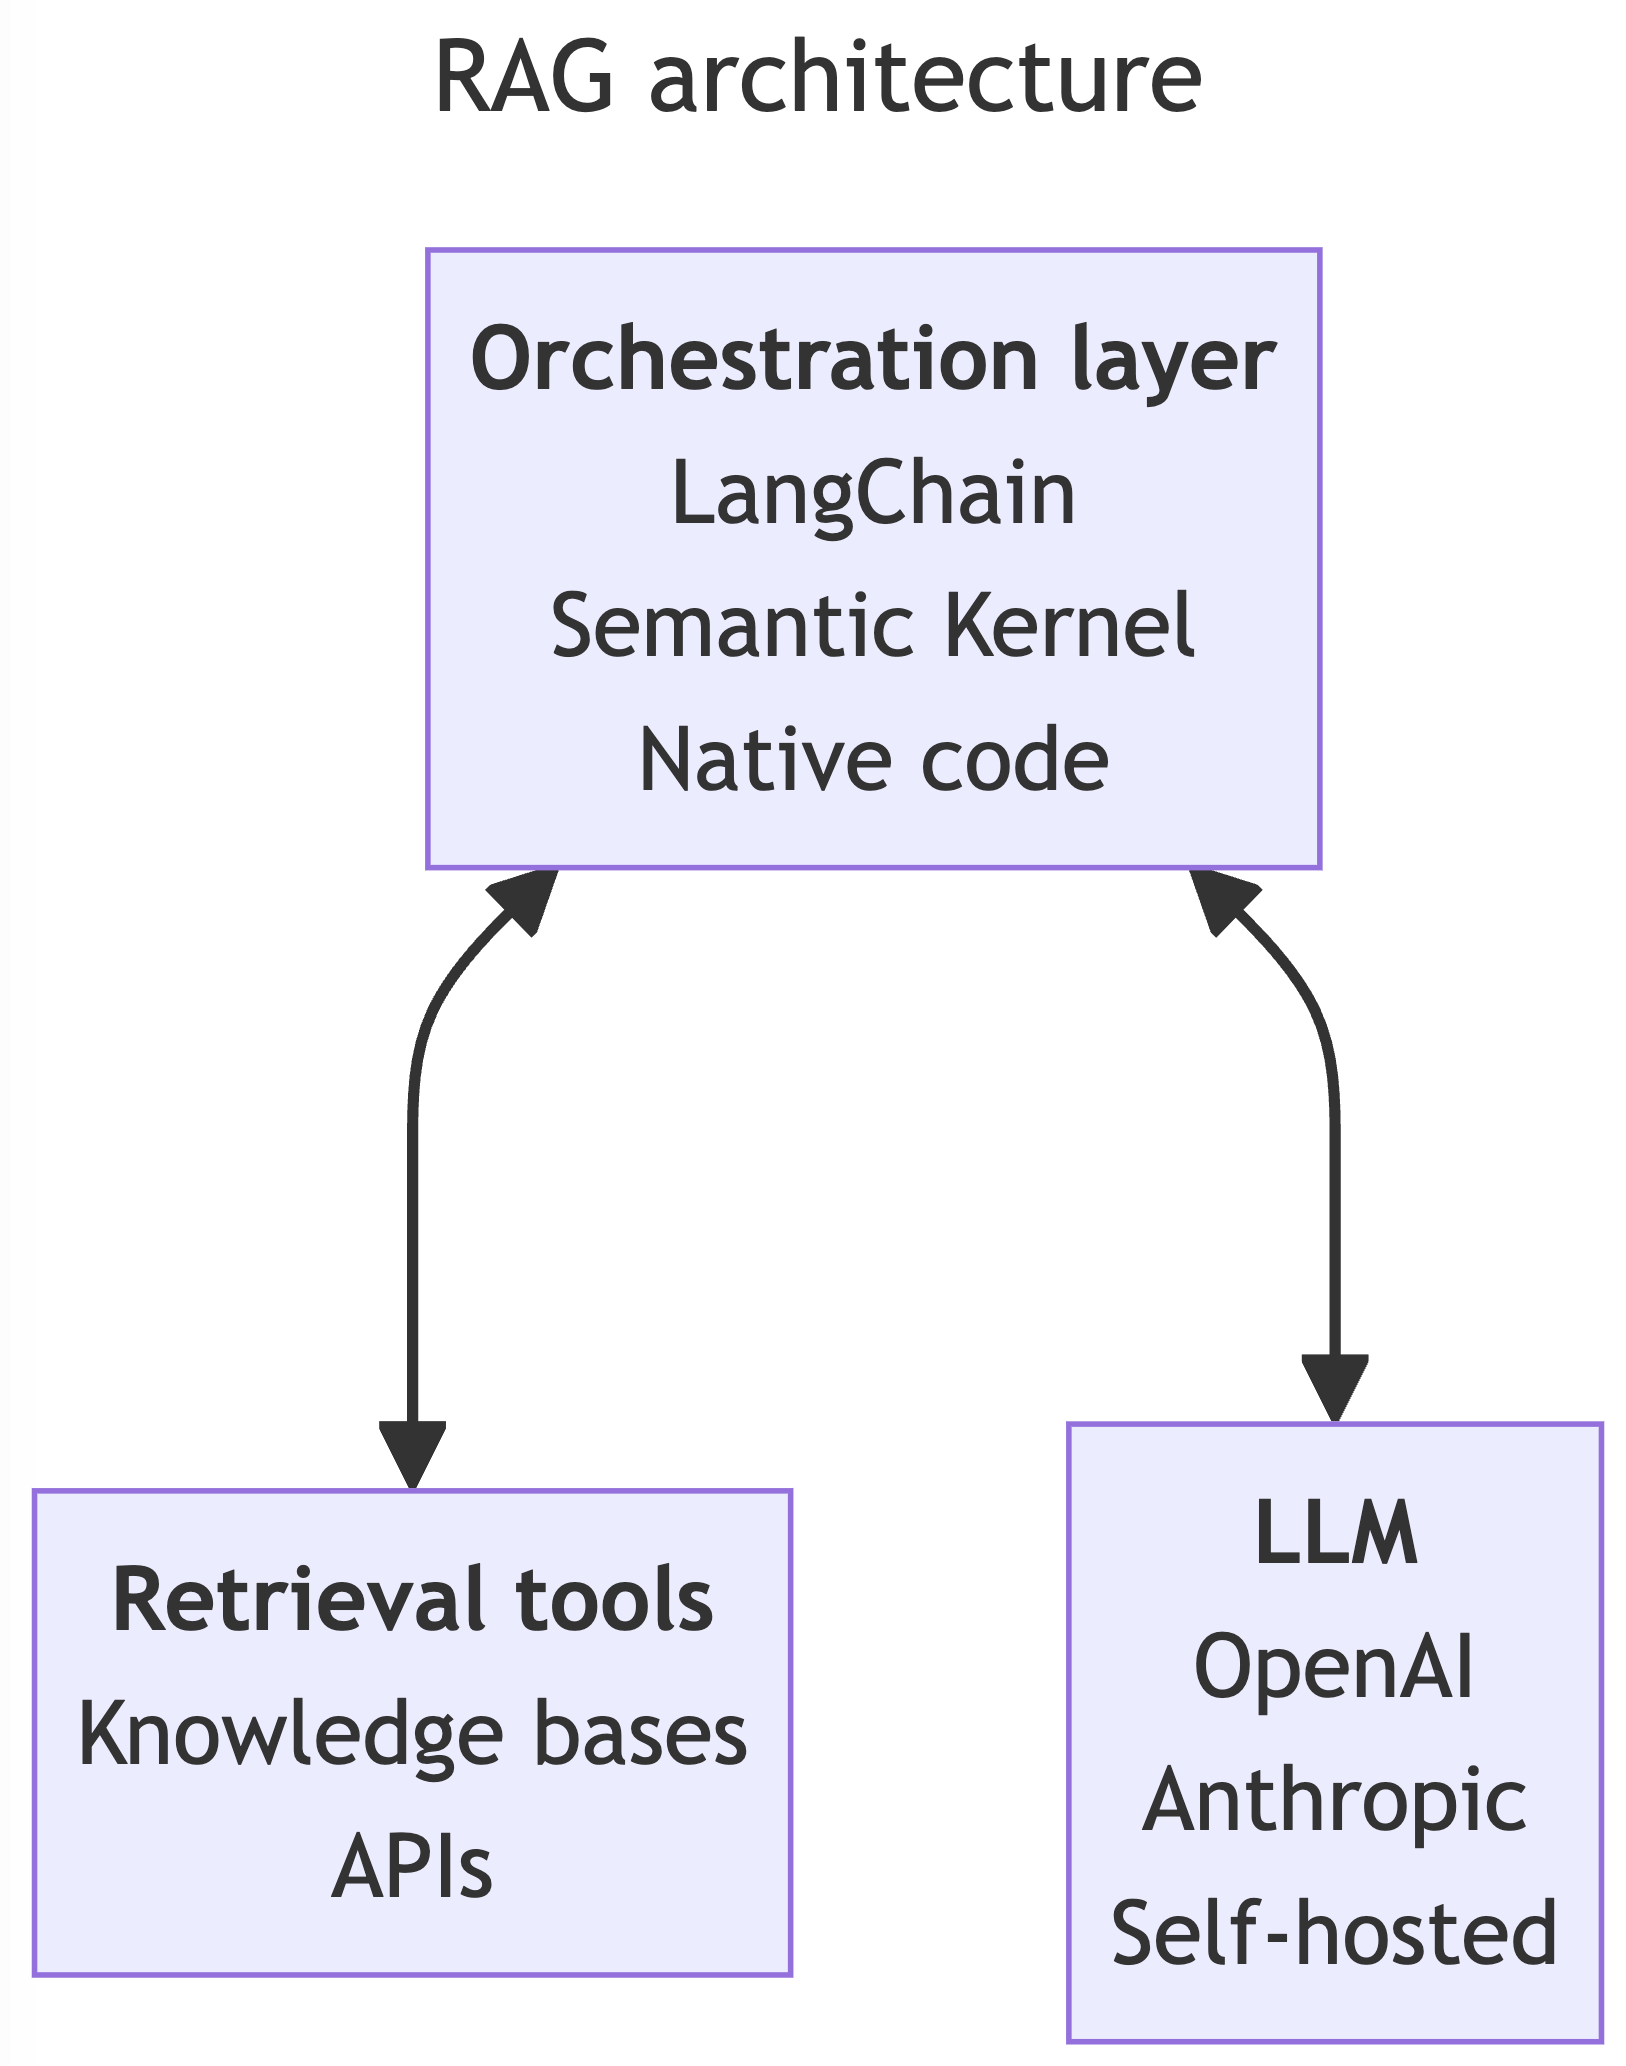 RAG architecture
Orchestration layer
LangChain
Semantic Kernel
Native code
Retrieval tools
Knowledge bases
APIs
LLM
OpenAI
Anthropic
Self-hosted